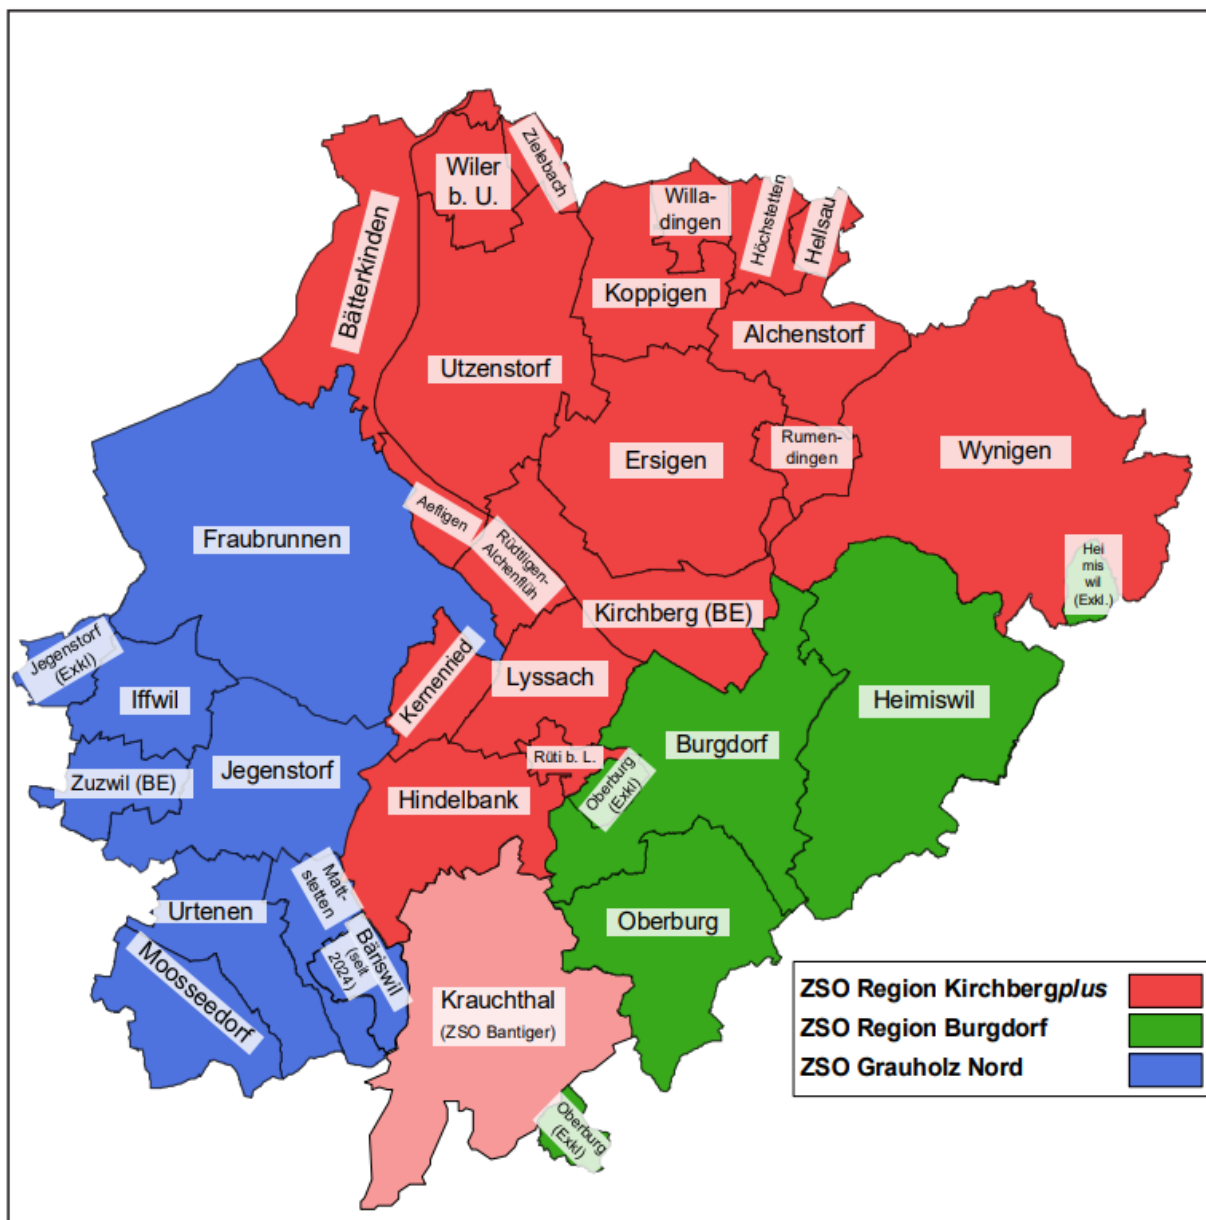 Zielebach
Wiler
b. U.
Willa-
dingen
Höchstetten
Hellsau
Bätterkinden
Koppigen
Alchenstorf
Utzenstorf
Ersigen
Rumen-
dingen
Wynigen
Aefligen
Rüdtligen-
Alchenflüh
Fraubrunnen
Hei
mis
wil
(Exkl.)
Kirchberg (BE)
Jegenstorf
(Exkl)
Iffwil
Kernenried
Lyssach
Heimiswil
Burgdorf
Zuzwil (BE)
Jegenstorf
Rüti b. L.
Oberburg
(Exkl)
Hindelbank
Matt-
stetten
Urtenen
Bäriswil
(seit
2024)
Oberburg
Moosseedorf
Krauchthal
(ZSO Bantiger)
Oberburg
(Exkl)
ZSO Region Kirchbergplus
ZSO Region Burgdorf
ZSO Grauholz Nord